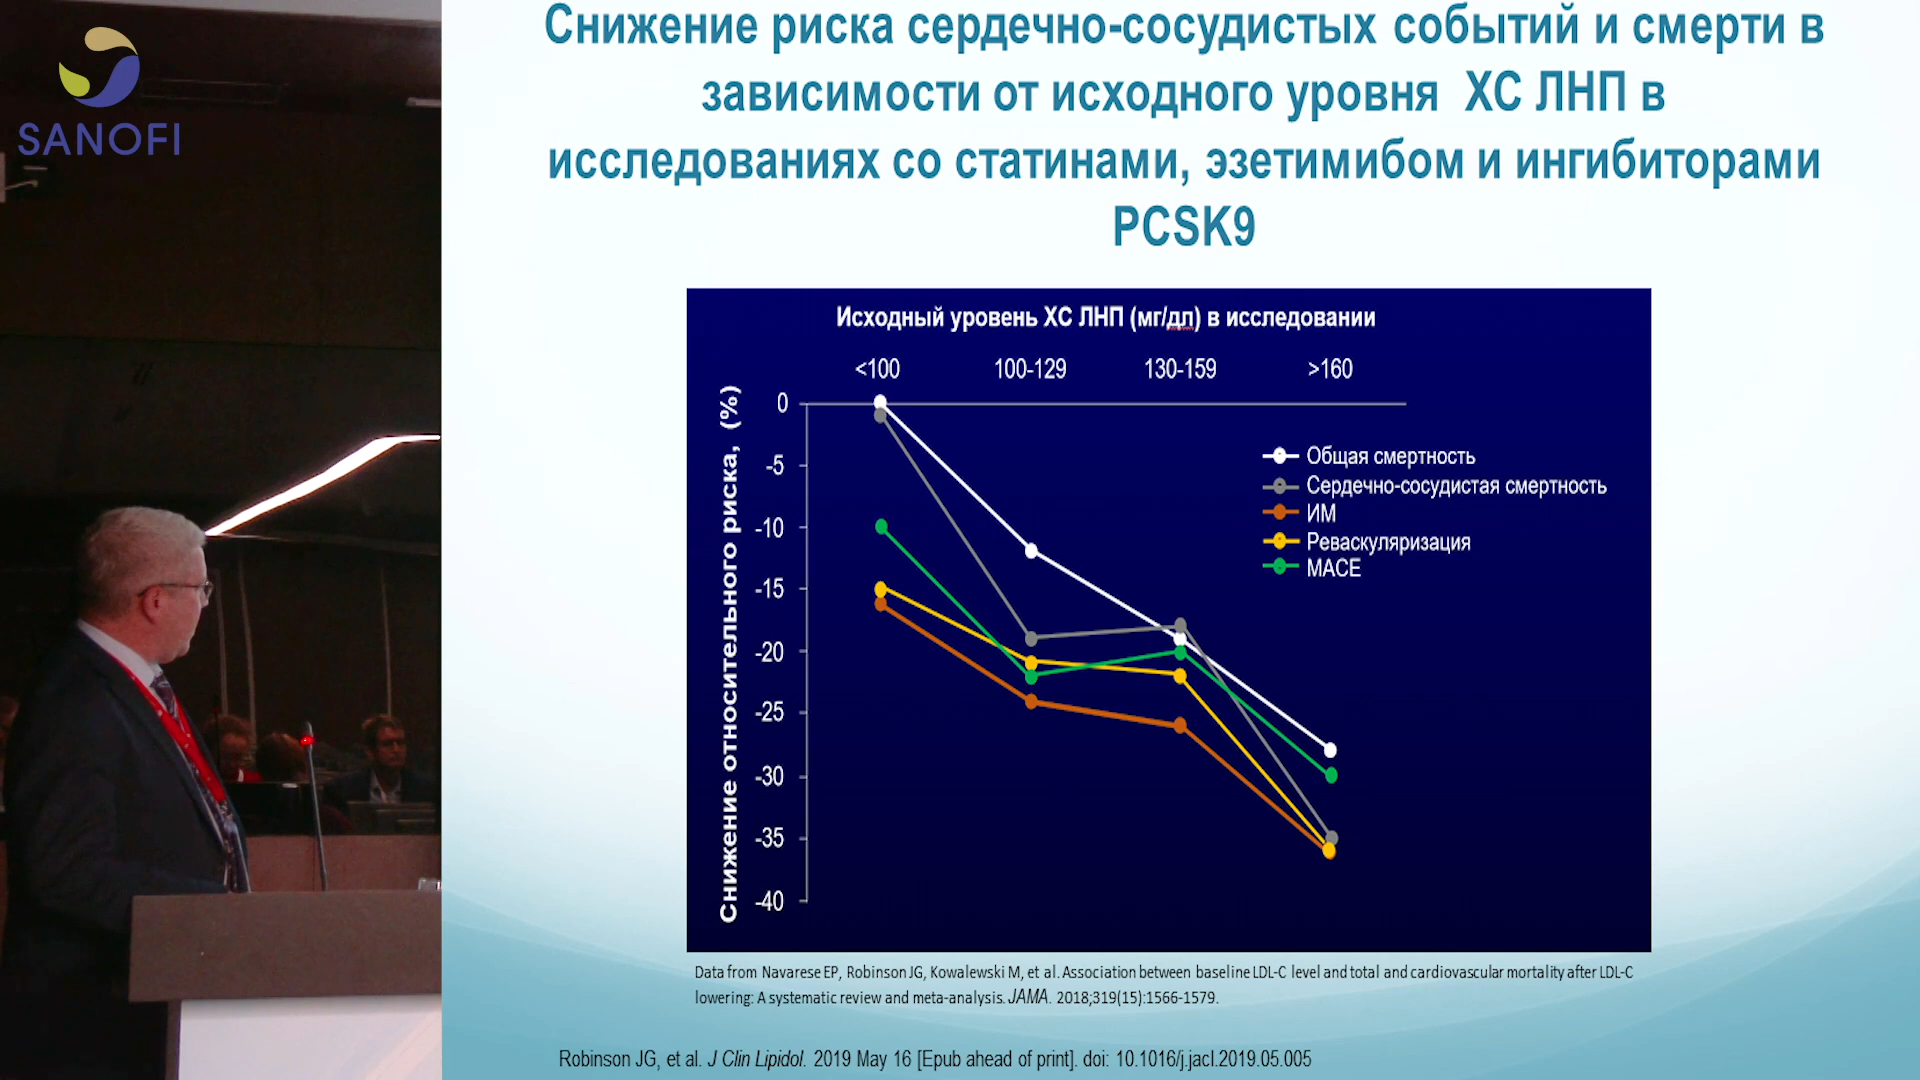 SANOFI
Снижение риска сердечно-сосудистых событий и смерти в
зависимости от исходного уровня ХС ЛНП в
исследованиях со статинами, эзетимибом и ингибиторами
PCSK9
Исходный уровень ХС ЛНП (мг/дл) в исследовании
<100 100-129 130-159 >160
Снижение относительного риска, (%)
0
-5
-10
-15
-20
-25
-30
-35
-40
Общая смертность
Сердечно-сосудистая смертность
ИМ
Реваскуляризация
MACE
Data from Navarese EP, Robinson JG, Kowalewski M, et al. Association between baseline LDL-C level and total and cardiovascular mortality after LDL-C
lowering: A systematic review and meta-analysis. JAMA. 2018;319(15):1566-1579.
Robinson JG, et al. J Clin Lipidol. 2019 May 16 [Epub ahead of print]. doi: 10.1016/j.jacl.2019.05.005